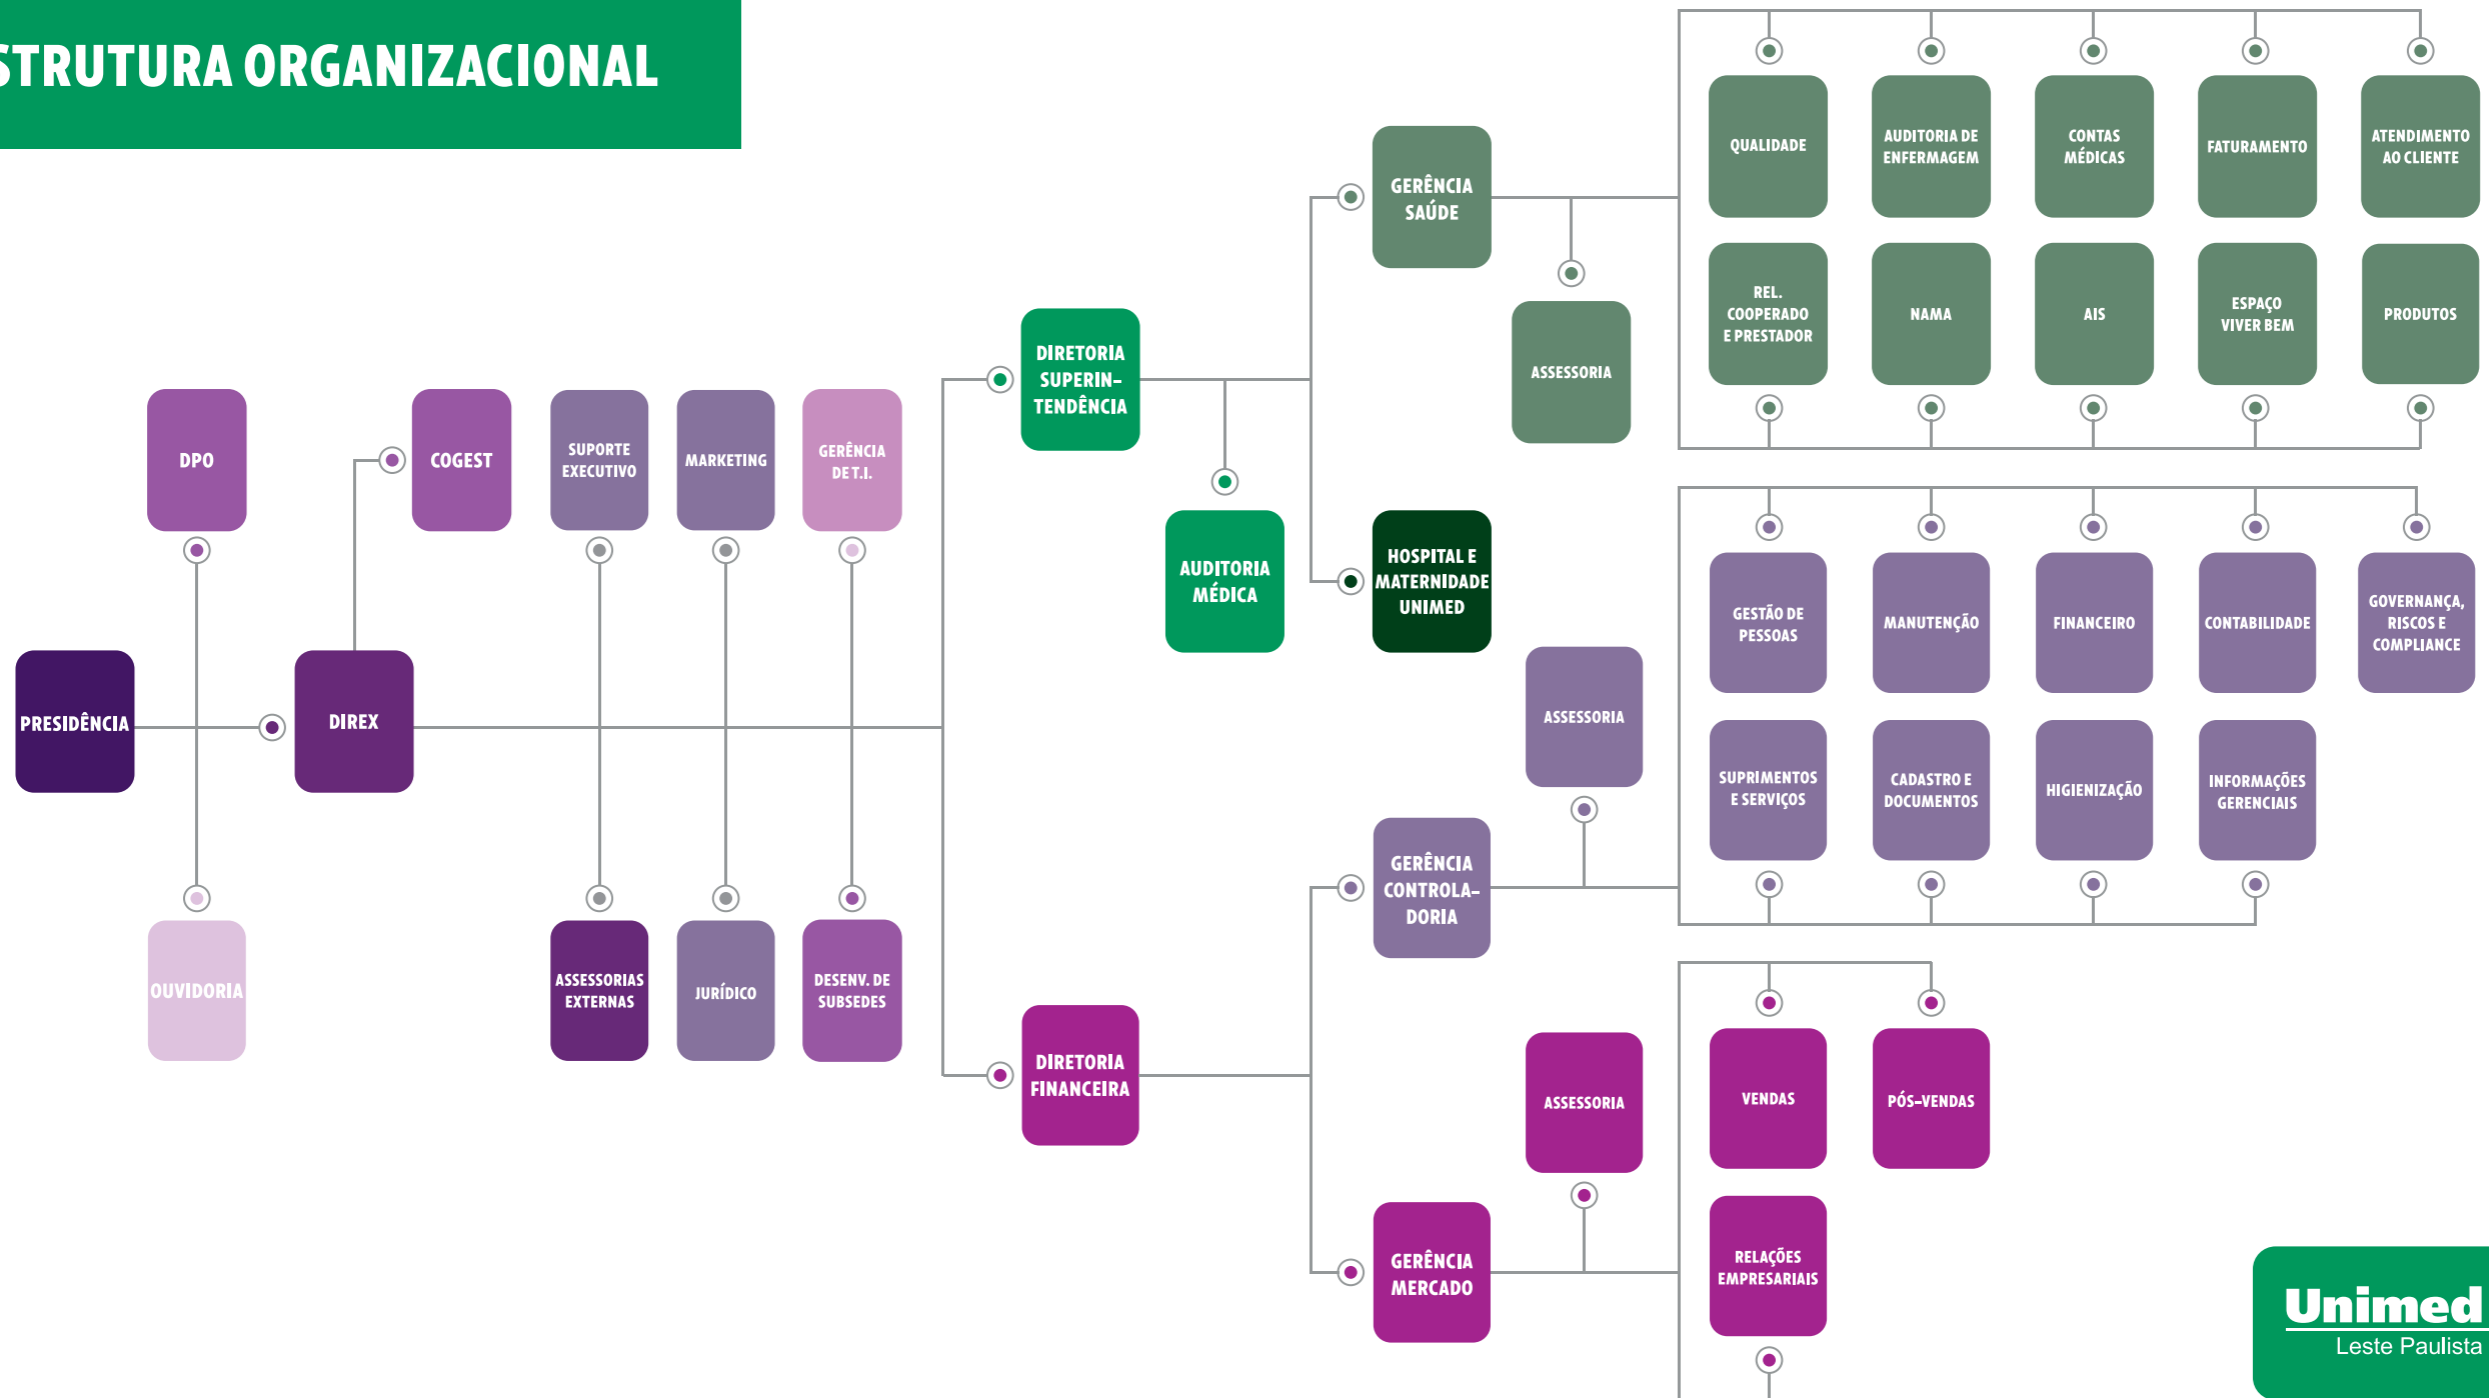 STRUTURA ORGANIZACIONAL
QUALIDADE
AUDITORIA DE
ENFERMAGEM
CONTAS
MÉDICAS
FATURAMENTO
ATENDIMENTO
AO CLIENTE
GERÊNCIA
SAÚDE
REL.
COOPERADO
E PRESTADOR
NAMA
AIS
ESPAÇO
VIVER BEM
PRODUTOS
ASSESSORIA
DIRETORIA
SUPERIN-
TENDÊNCIA
DPO
COGEST
SUPORTE
EXECUTIVO
MARKETING
GERÊNCIA
DE T.I.
AUDITORIA
MÉDICA
HOSPITAL E
MATERNIDADE
UNIMED
GESTÃO DE
PESSOAS
MANUTENÇÃO
FINANCEIRO
CONTABILIDADE
GOVERNANÇA,
RISCOS E
COMPLIANCE
PRESIDÊNCIA
DIREX
ASSESSORIA
SUPRIMENTOS
E SERVIÇOS
CADASTRO E
DOCUMENTOS
HIGIENIZAÇÃO
INFORMAÇÕES
GERENCIAIS
GERÊNCIA
CONTROLA-
DORIA
OUVIDORIA
ASSESSORIAS
EXTERNAS
JURÍDICO
DESENV. DE
SUBSEDES
DIRETORIA
FINANCEIRA
ASSESSORIA
VENDAS
PÓS-VENDAS
GERÊNCIA
MERCADO
RELAÇÕES
EMPRESARIAIS
Unimed
Leste Paulista